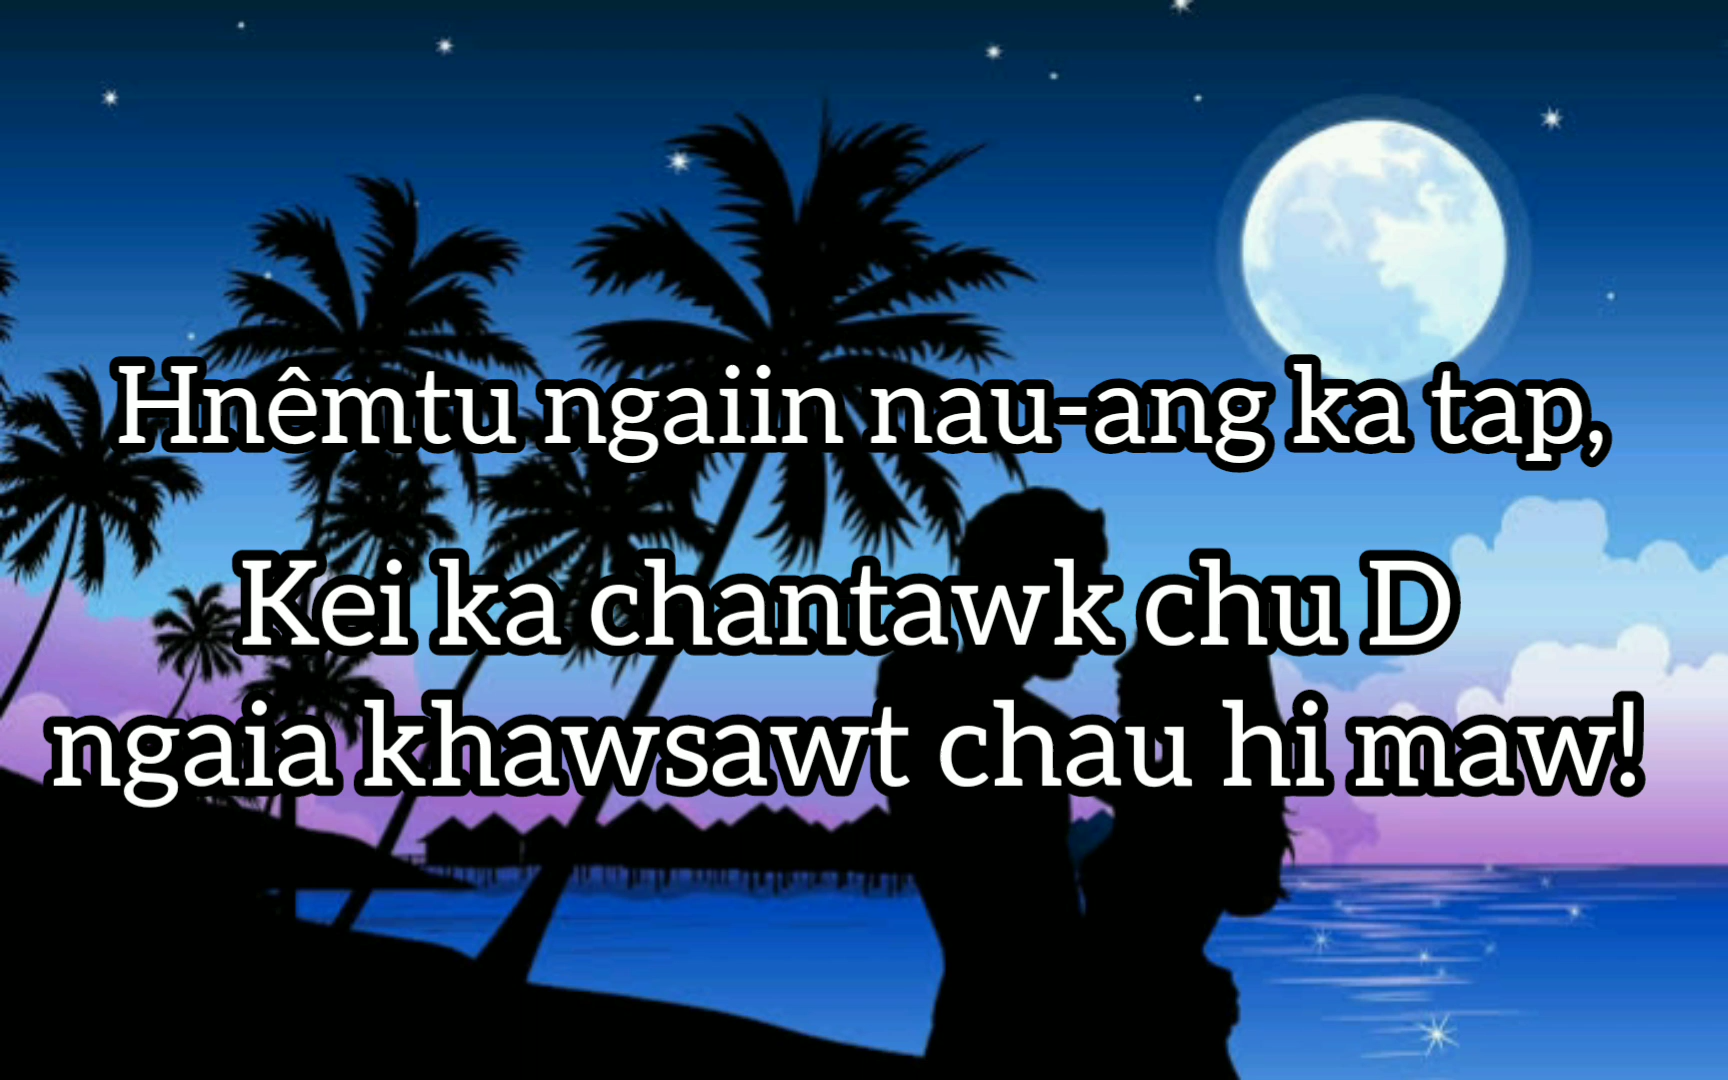 Hnêmtu ngaiin nau-ang ka tap,
Kei ka chantawk chu D
ngaia khawsawt chau hi maw!